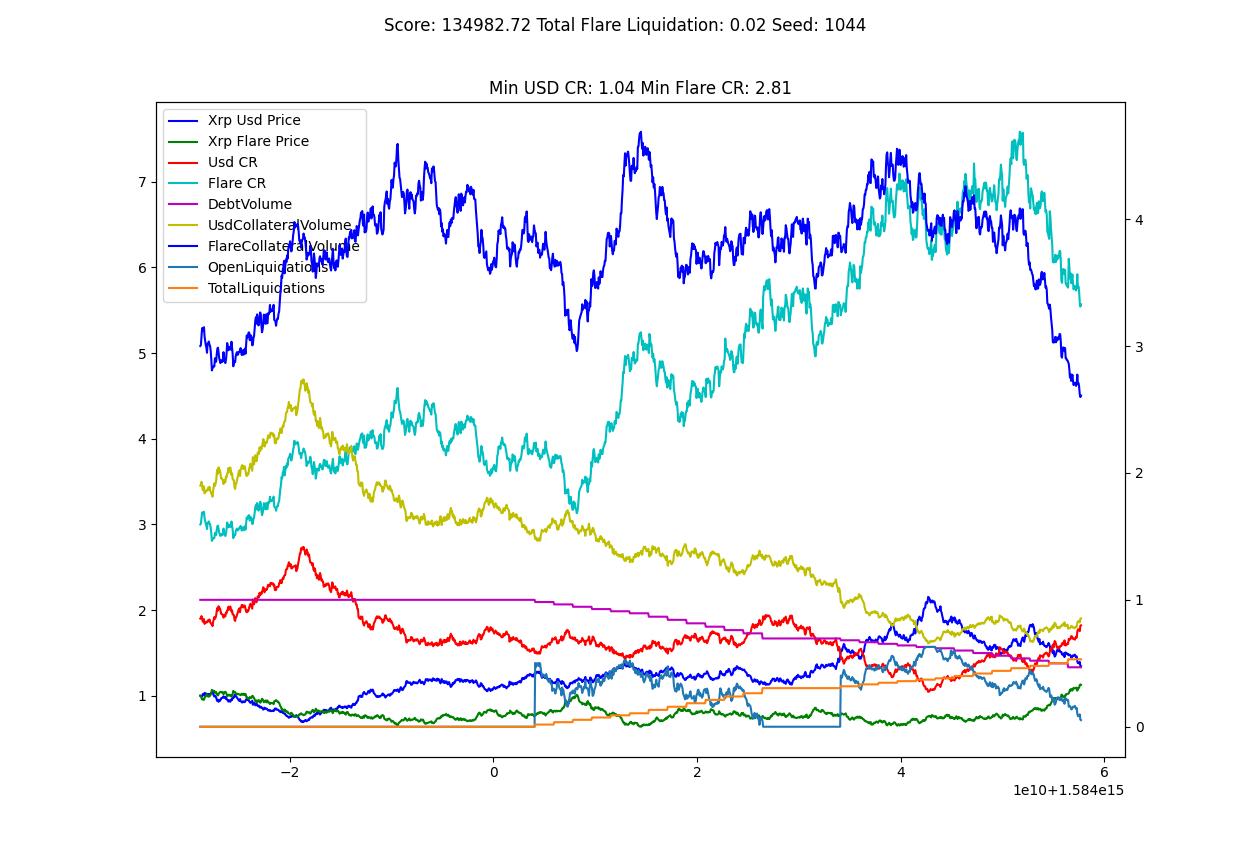 Score: 134982.72 Total Flare Liquidation: 0.02 Seed: 1044
Min USD CR: 1.04 Min Flare CR: 2.81
Xrp Usd Price
Xrp Flare Price
Usd CR
Flare CR
DebtVolume
UsdCollateralVolume
FlareCollateralVolume
OpenLiquidations
TotalLiquidations
7
6
5
4
3
2
1
4
3
2
1
0
−2
0
2
4
6
1e10+1.584e15